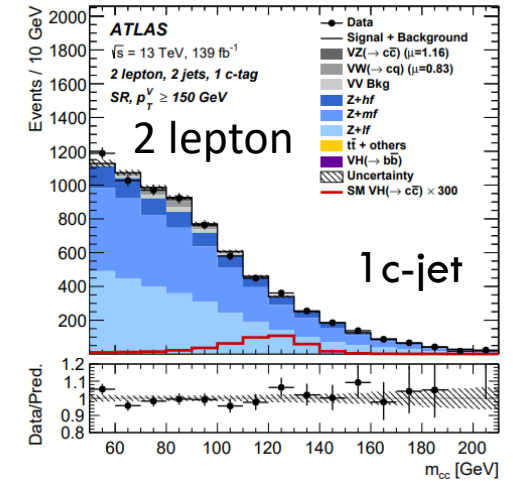 2000
1800
1600
1400
1200
1000
800
600
400
200
Events / 10 GeV
ATLAS
√s = 13 TeV, 139 fb⁻¹
2 lepton, 2 jets, 1 c-tag
SR, p_T^V ≥ 150 GeV
2 lepton
1c-jet
Data
Signal + Background
VZ(→ cc̅) (μ=1.16)
VW(→ cq) (μ=0.83)
VV Bkg
Z+hf
Z+mf
Z+lf
tt̅ + others
VH(→ bb̅)
Uncertainty
SM VH(→ cc̅) × 300
Data/Pred.
1.2
1.1
1
0.9
0.8
60 80 100 120 140 160 180 200
m_cc [GeV]